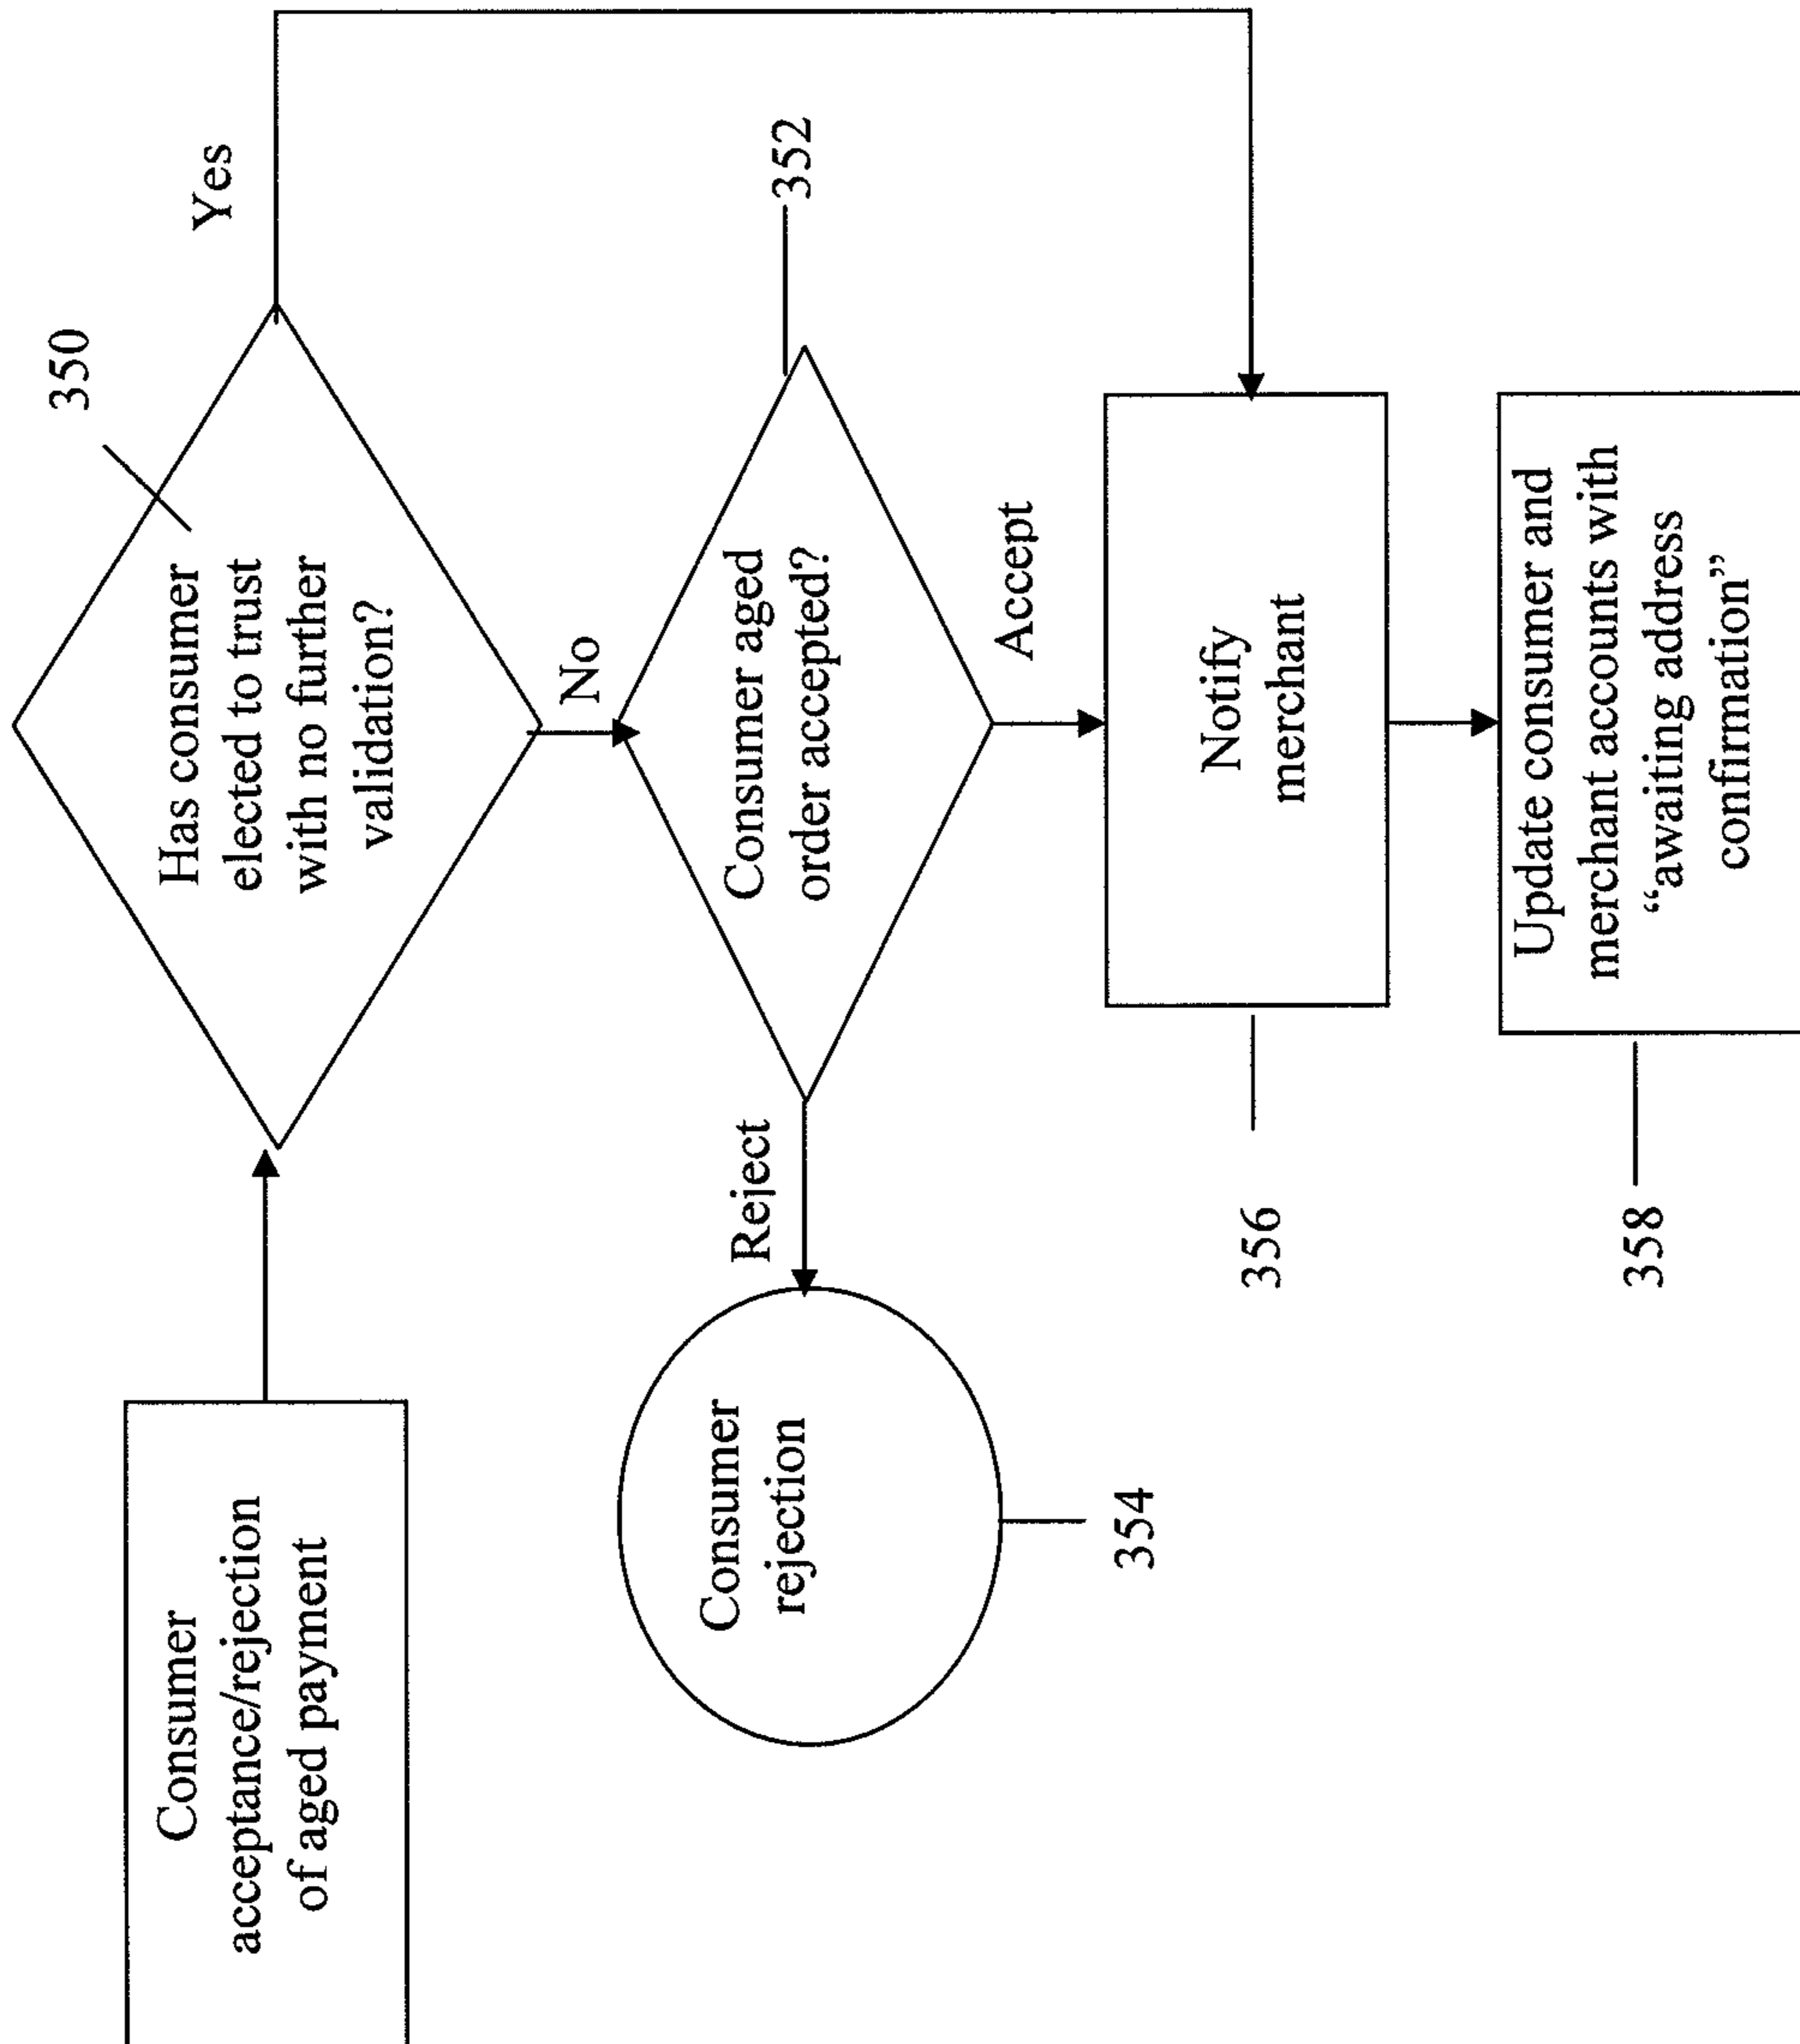 Consumer
acceptance/rejection
of aged payment
350
Has consumer
elected to trust
with no further
validation?
Yes
No
352
Consumer aged
order accepted?
Reject
Consumer
rejection
354
Accept
Notify
merchant
356
Update consumer and
merchant accounts with
“awaiting address
confirmation”
358